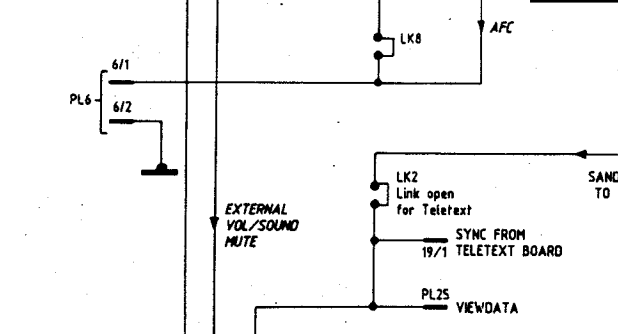 LK8
AFC
6/1
PL6
6/2
SAND
TO
LK2
Link open
for Teletext
EXTERNAL
VOL/SOUND
MUTE
SYNC FROM
19/1 TELETEXT BOARD
PL25
VIEWDATA